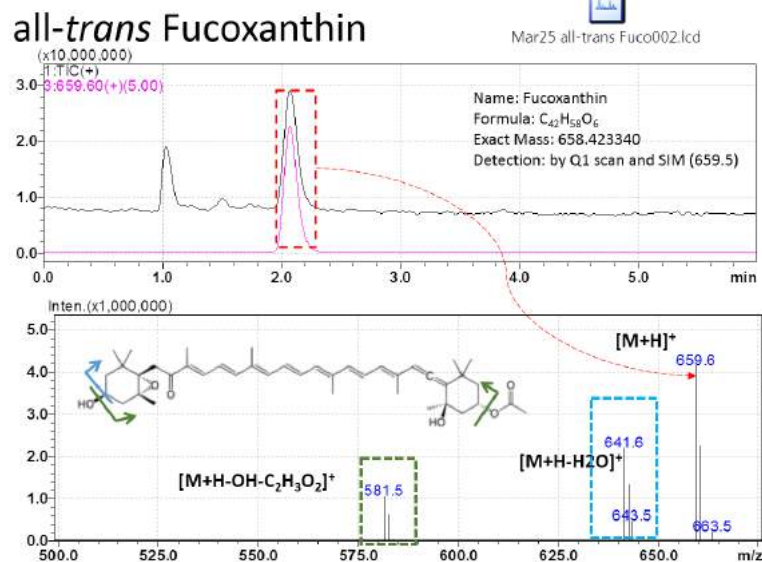 all-trans Fucoxanthin
Mar25 all-trans Fuco002.lcd
(x10,000,000)
1:TIC(+)
3:659.60(+)(5.00)
3.0
2.0
1.0
0.0
0.0 1.0 2.0 3.0 4.0 5.0 min
Name: Fucoxanthin
Formula: C₄₂H₅₈O₆
Exact Mass: 658.423340
Detection: by Q1 scan and SIM (659.5)
Inten.(x1,000,000)
5.0
4.0
3.0
2.0
1.0
0.0
HO
O
O
HO
O
O
[M+H]⁺
659.6
[M+H-H2O]⁺
641.6
643.5
663.5
[M+H-OH-C₂H₃O₂]⁺
581.5
500.0 525.0 550.0 575.0 600.0 625.0 650.0 m/z